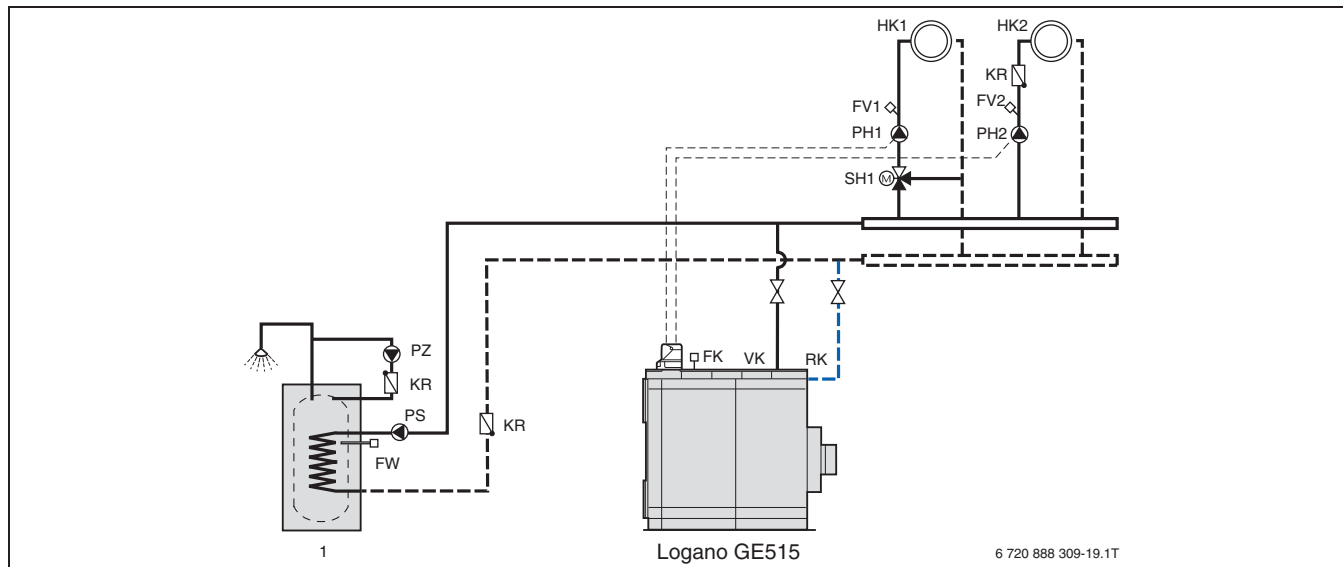 HK1
HK2
KR
FV1
FV2
PH1
PH2
SH1
M
PZ
FK
VK
RK
KR
PS
KR
FW
1
Logano GE515
6 720 888 309-19.1T